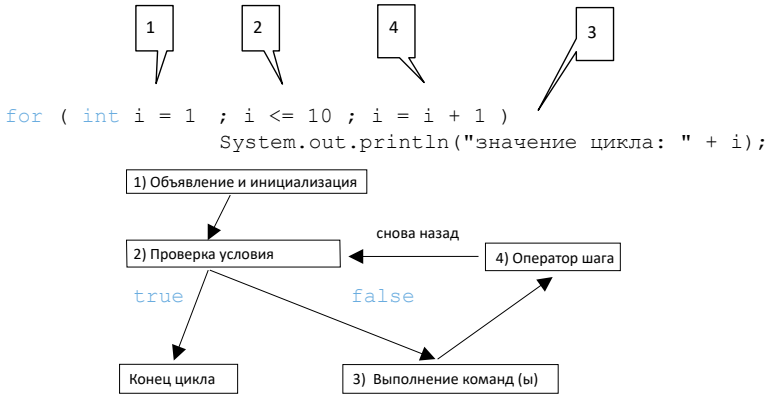 1 2 4 3
for ( int i = 1 ; i <= 10 ; i = i + 1 )
System.out.println("значение цикла: " + i);
1) Объявление и инициализация
снова назад
2) Проверка условия 4) Оператор шага
true false
Конец цикла 3) Выполнение команд (ы)